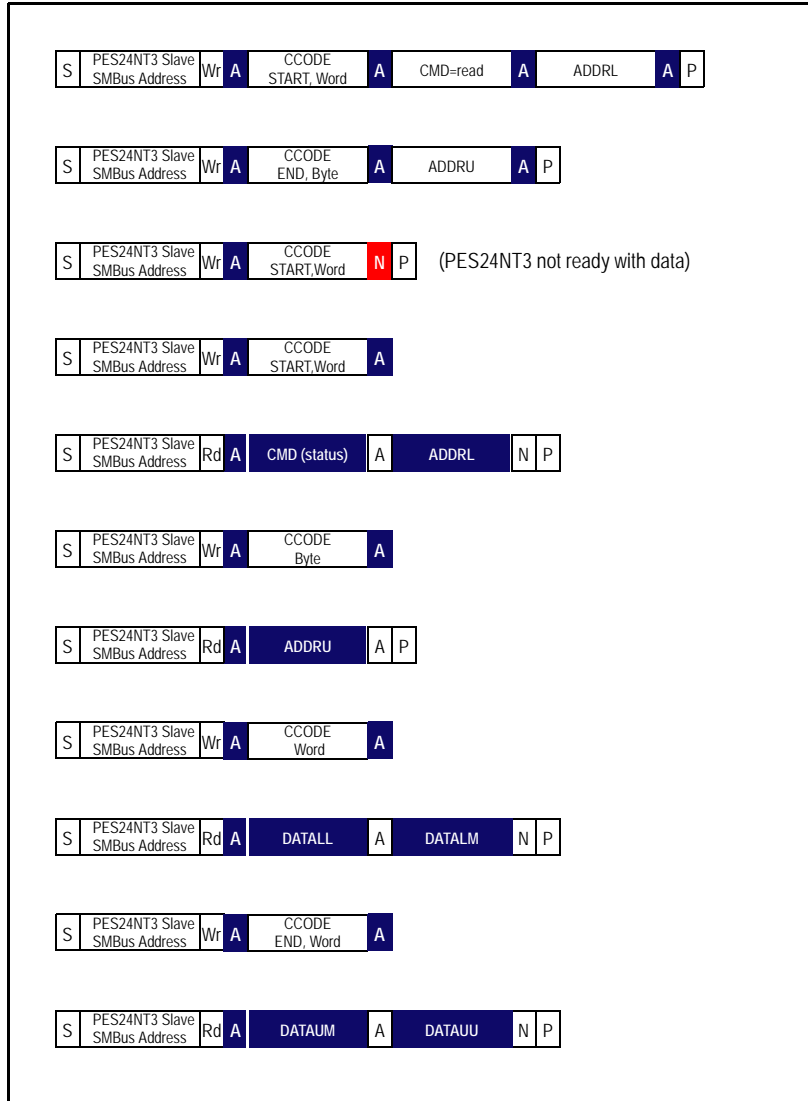 S PES24NT3 Slave SMBus Address Wr A CCODE START, Word A CMD=read A ADDRL A P
S PES24NT3 Slave SMBus Address Wr A CCODE END, Byte A ADDRU A P
S PES24NT3 Slave SMBus Address Wr A CCODE START,Word N P (PES24NT3 not ready with data)
S PES24NT3 Slave SMBus Address Wr A CCODE START,Word A
S PES24NT3 Slave SMBus Address Rd A CMD (status) A ADDRL N P
S PES24NT3 Slave SMBus Address Wr A CCODE Byte A
S PES24NT3 Slave SMBus Address Rd A ADDRU A P
S PES24NT3 Slave SMBus Address Wr A CCODE Word A
S PES24NT3 Slave SMBus Address Rd A DATALL A DATALM N P
S PES24NT3 Slave SMBus Address Wr A CCODE END, Word A
S PES24NT3 Slave SMBus Address Rd A DATAUM A DATAUU N P